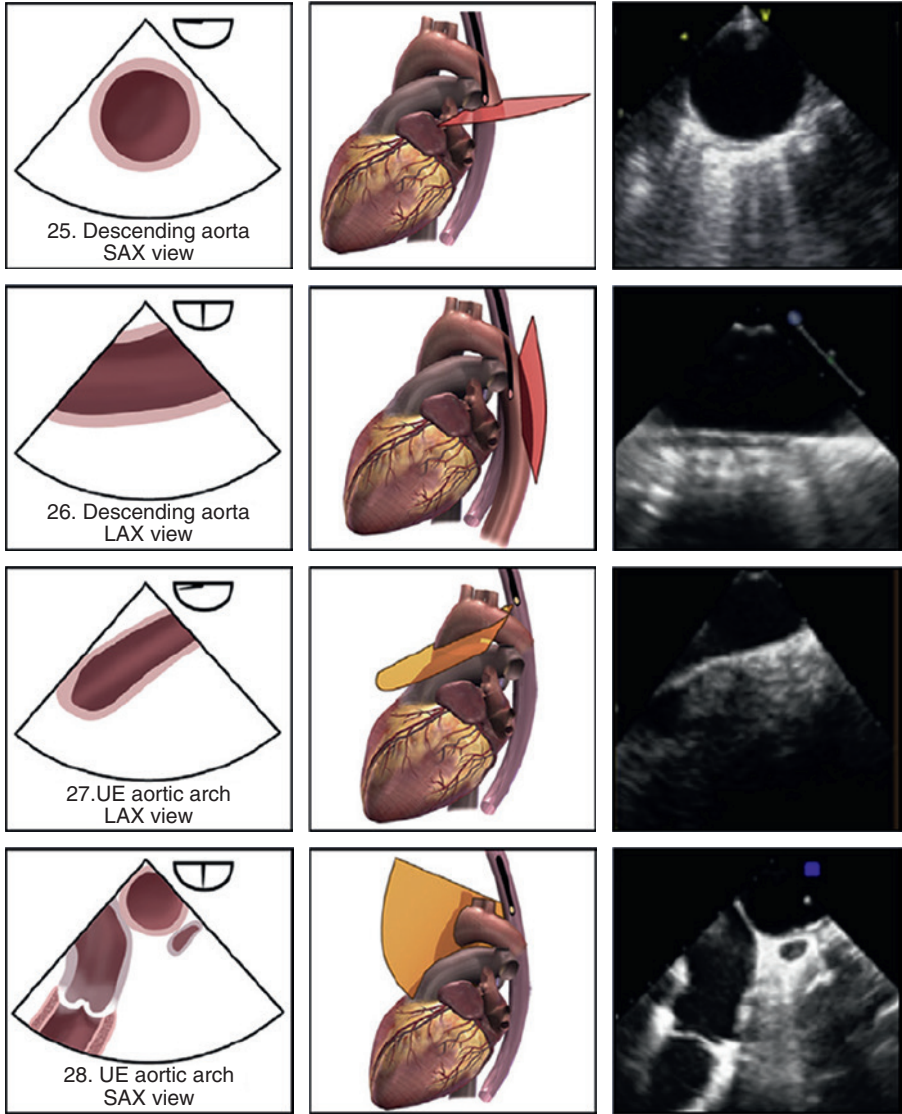 25. Descending aorta
SAX view
26. Descending aorta
LAX view
27.UE aortic arch
LAX view
28. UE aortic arch
SAX view